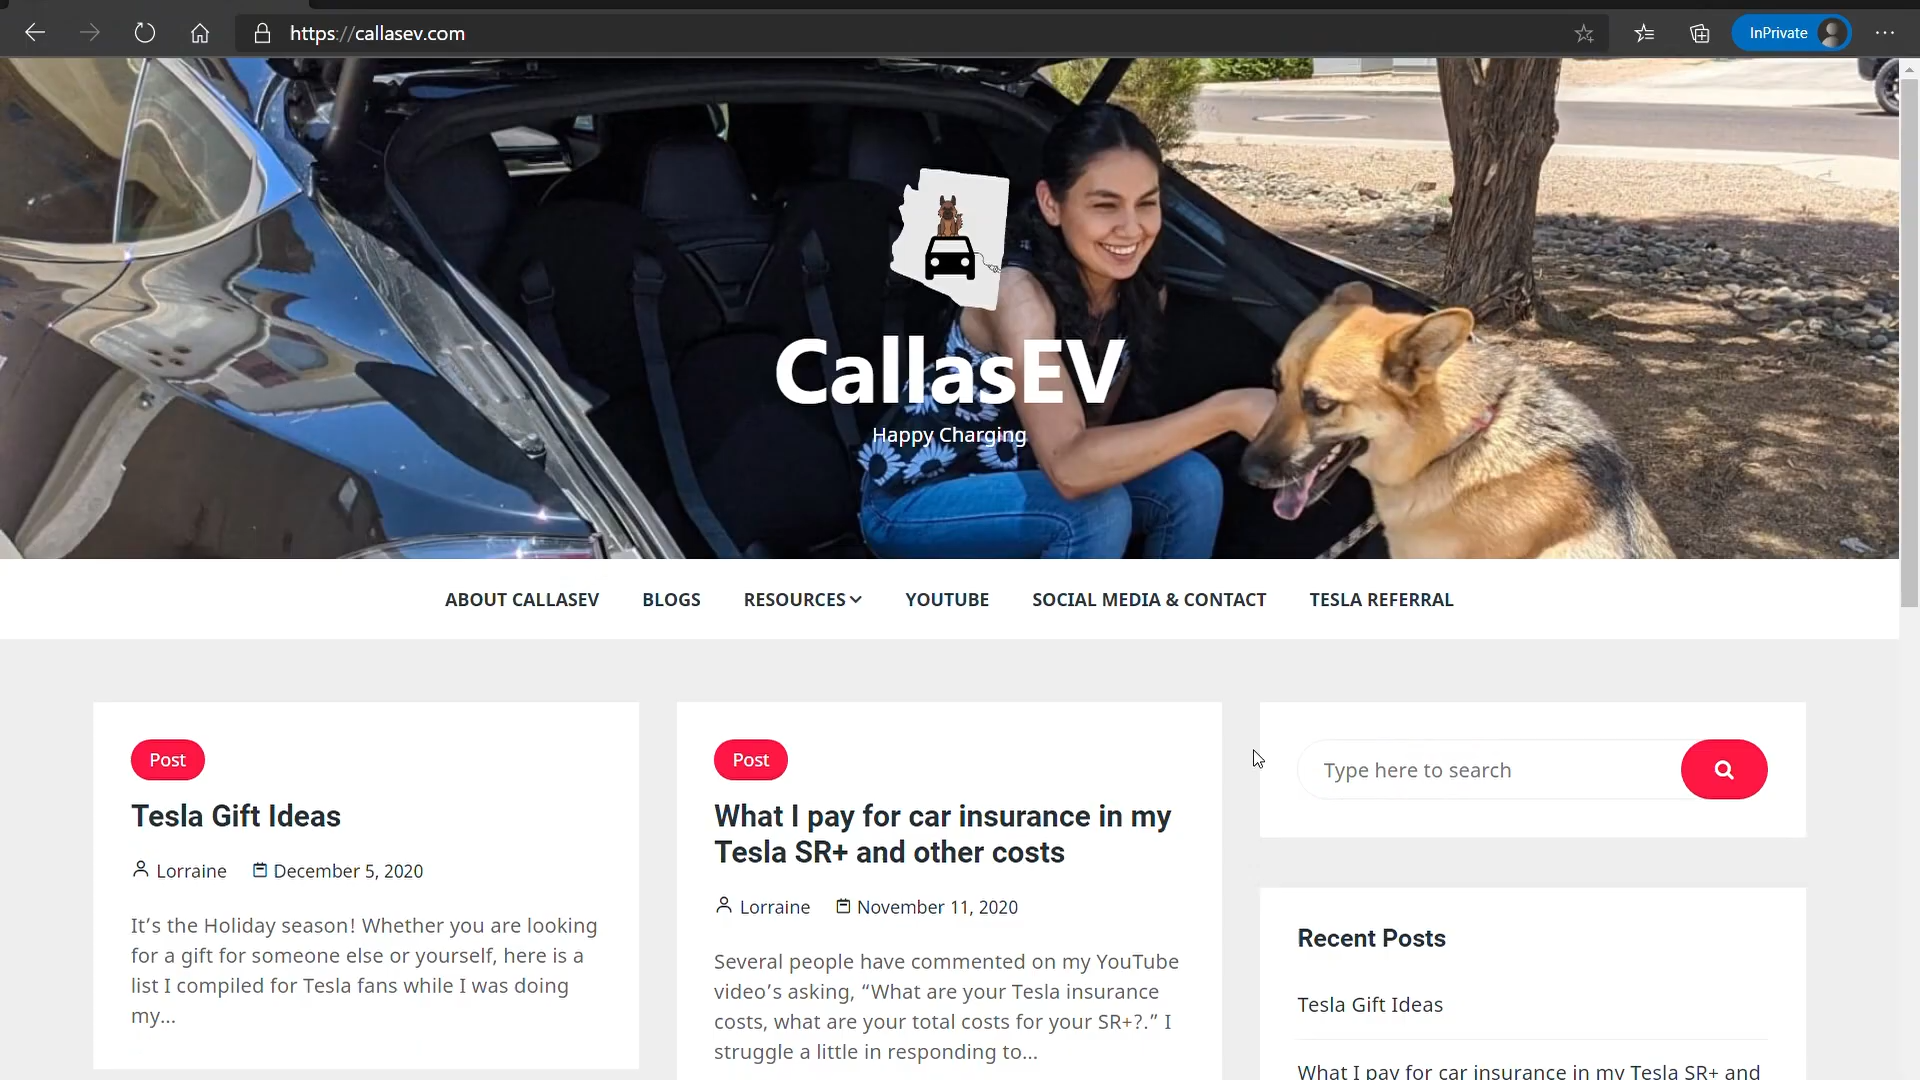 https://callasev.com
InPrivate
CallasEV
Happy Charging
ABOUT CALLASEV BLOGS RESOURCES YOUTUBE SOCIAL MEDIA & CONTACT TESLA REFERRAL
Post
Tesla Gift Ideas
Lorraine December 5, 2020
It’s the Holiday season! Whether you are looking
for a gift for someone else or yourself, here is a
list I compiled for Tesla fans while I was doing
my...
Post
What I pay for car insurance in my
Tesla SR+ and other costs
Lorraine November 11, 2020
Several people have commented on my YouTube
video’s asking, “What are your Tesla insurance
costs, what are your total costs for your SR+?.” I
struggle a little in responding to...
Type here to search
Recent Posts
Tesla Gift Ideas
What I pay for car insurance in my Tesla SR+ and